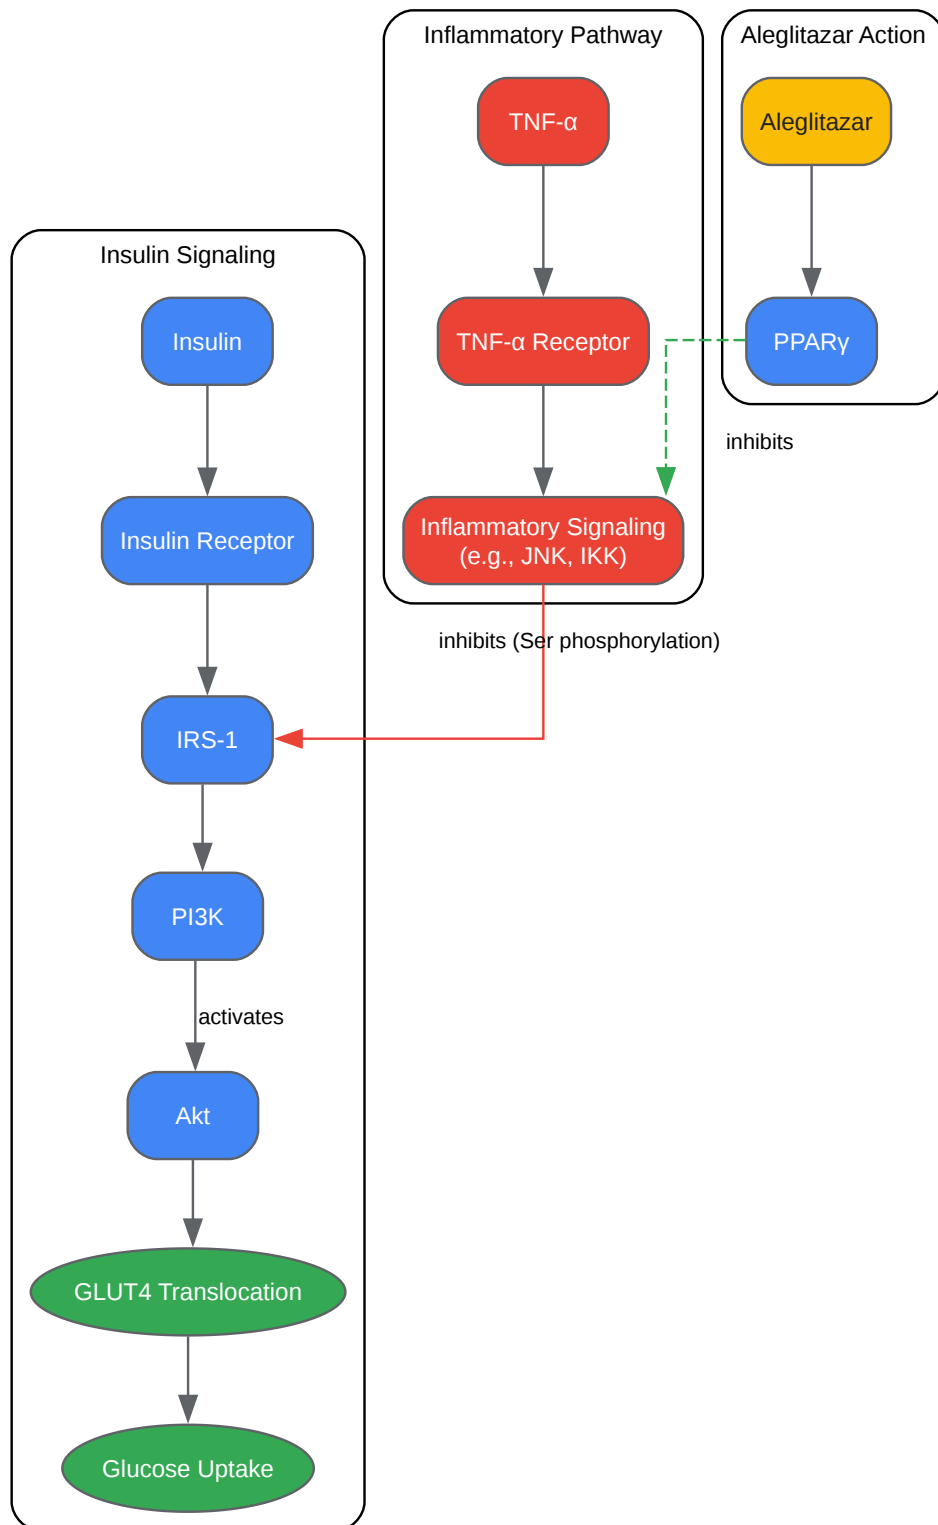 Inflammatory Pathway
Aleglitazar Action
TNF-α
Aleglitazar
Insulin Signaling
Insulin
TNF-α Receptor
PPARγ
inhibits
Insulin Receptor
Inflammatory Signaling
(e.g., JNK, IKK)
inhibits (Ser phosphorylation)
IRS-1
PI3K
activates
Akt
GLUT4 Translocation
Glucose Uptake